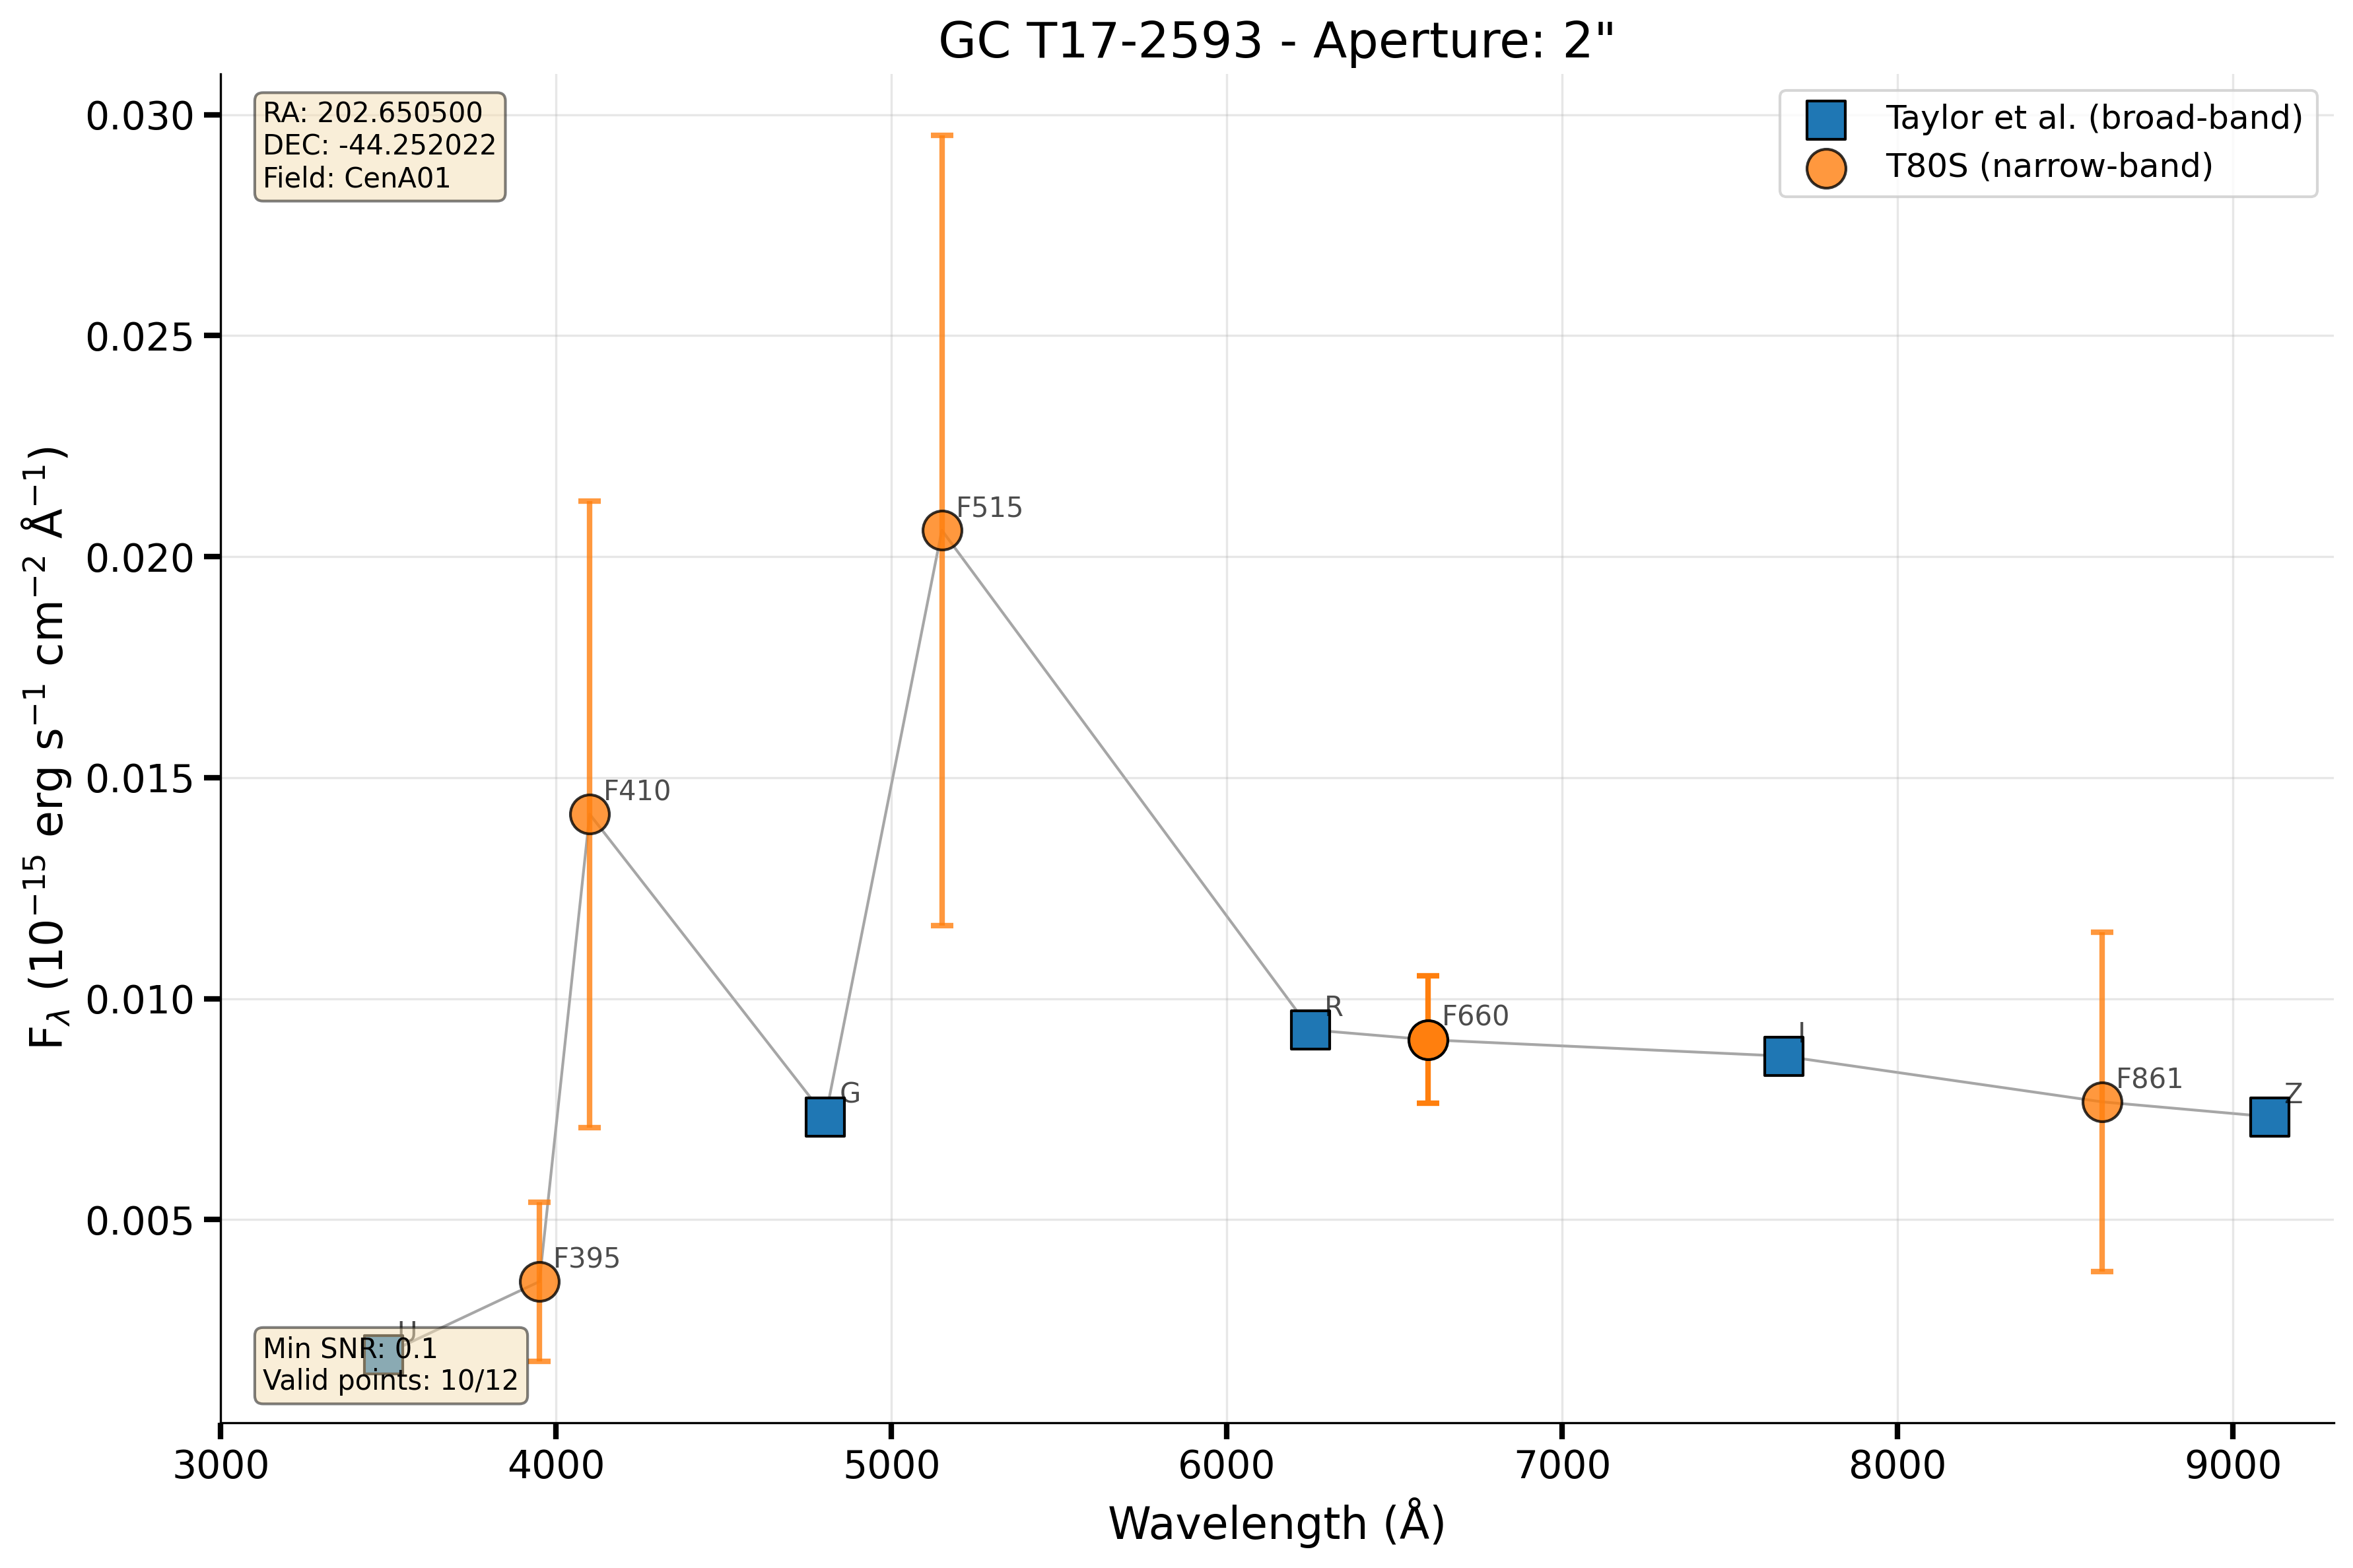 GC T17-2593 - Aperture: 2"
RA: 202.650500
DEC: -44.252022
Field: CenA01
Taylor et al. (broad-band)
T80S (narrow-band)
0.030
0.025
0.020
0.015
0.010
0.005
F_λ (10⁻¹⁵ erg s⁻¹ cm⁻² Å⁻¹)
F515
F410
R
F660
I
F861
G
Z
F395
U
Min SNR: 0.1
Valid points: 10/12
3000 4000 5000 6000 7000 8000 9000
Wavelength (Å)